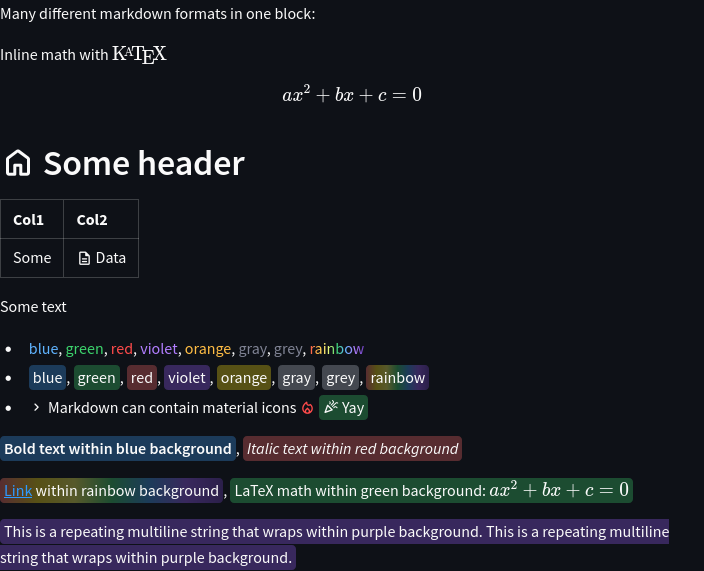 Many different markdown formats in one block:
Inline math with KATEX
ax² + bx + c = 0
Some header
Col1 Col2
Some Data
Some text
blue, green, red, violet, orange, gray, grey, rainbow
blue, green, red, violet, orange, gray, grey, rainbow
Markdown can contain material icons Yay
Bold text within blue background, Italic text within red background
Link within rainbow background, LaTeX math within green background: ax² + bx + c = 0
This is a repeating multiline string that wraps within purple background. This is a repeating multiline
string that wraps within purple background.